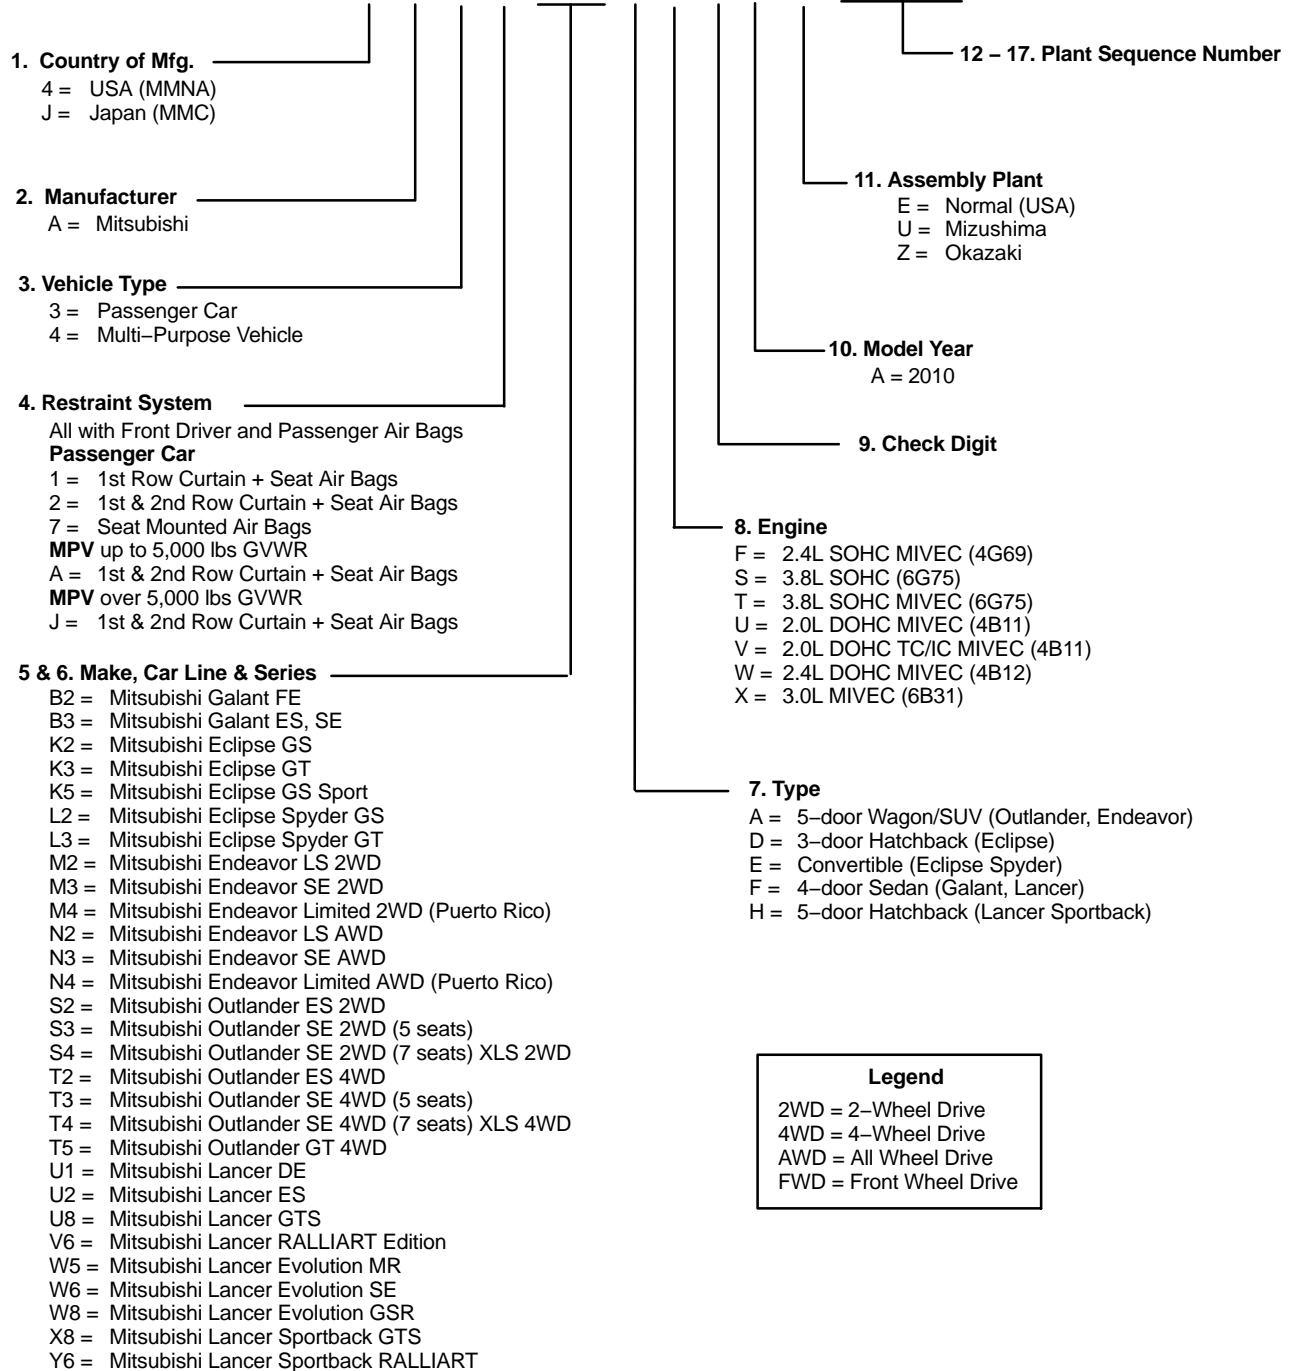 1. Country of Mfg.
4 = USA (MMNA)
J = Japan (MMC)
2. Manufacturer
A = Mitsubishi
3. Vehicle Type
3 = Passenger Car
4 = Multi−Purpose Vehicle
4. Restraint System
All with Front Driver and Passenger Air Bags
Passenger Car
1 = 1st Row Curtain + Seat Air Bags
2 = 1st & 2nd Row Curtain + Seat Air Bags
7 = Seat Mounted Air Bags
MPV up to 5,000 lbs GVWR
A = 1st & 2nd Row Curtain + Seat Air Bags
MPV over 5,000 lbs GVWR
J = 1st & 2nd Row Curtain + Seat Air Bags
5 & 6. Make, Car Line & Series
B2 = Mitsubishi Galant FE
B3 = Mitsubishi Galant ES, SE
K2 = Mitsubishi Eclipse GS
K3 = Mitsubishi Eclipse GT
K5 = Mitsubishi Eclipse GS Sport
L2 = Mitsubishi Eclipse Spyder GS
L3 = Mitsubishi Eclipse Spyder GT
M2 = Mitsubishi Endeavor LS 2WD
M3 = Mitsubishi Endeavor SE 2WD
M4 = Mitsubishi Endeavor Limited 2WD (Puerto Rico)
N2 = Mitsubishi Endeavor LS AWD
N3 = Mitsubishi Endeavor SE AWD
N4 = Mitsubishi Endeavor Limited AWD (Puerto Rico)
S2 = Mitsubishi Outlander ES 2WD
S3 = Mitsubishi Outlander SE 2WD (5 seats)
S4 = Mitsubishi Outlander SE 2WD (7 seats) XLS 2WD
T2 = Mitsubishi Outlander ES 4WD
T3 = Mitsubishi Outlander SE 4WD (5 seats)
T4 = Mitsubishi Outlander SE 4WD (7 seats) XLS 4WD
T5 = Mitsubishi Outlander GT 4WD
U1 = Mitsubishi Lancer DE
U2 = Mitsubishi Lancer ES
U8 = Mitsubishi Lancer GTS
V6 = Mitsubishi Lancer RALLIART Edition
W5 = Mitsubishi Lancer Evolution MR
W6 = Mitsubishi Lancer Evolution SE
W8 = Mitsubishi Lancer Evolution GSR
X8 = Mitsubishi Lancer Sportback GTS
Y6 = Mitsubishi Lancer Sportback RALLIART
12 – 17. Plant Sequence Number
11. Assembly Plant
E = Normal (USA)
U = Mizushima
Z = Okazaki
10. Model Year
A = 2010
9. Check Digit
8. Engine
F = 2.4L SOHC MIVEC (4G69)
S = 3.8L SOHC (6G75)
T = 3.8L SOHC MIVEC (6G75)
U = 2.0L DOHC MIVEC (4B11)
V = 2.0L DOHC TC/IC MIVEC (4B11)
W = 2.4L DOHC MIVEC (4B12)
X = 3.0L MIVEC (6B31)
7. Type
A = 5−door Wagon/SUV (Outlander, Endeavor)
D = 3−door Hatchback (Eclipse)
E = Convertible (Eclipse Spyder)
F = 4−door Sedan (Galant, Lancer)
H = 5−door Hatchback (Lancer Sportback)
Legend
2WD = 2−Wheel Drive
4WD = 4−Wheel Drive
AWD = All Wheel Drive
FWD = Front Wheel Drive